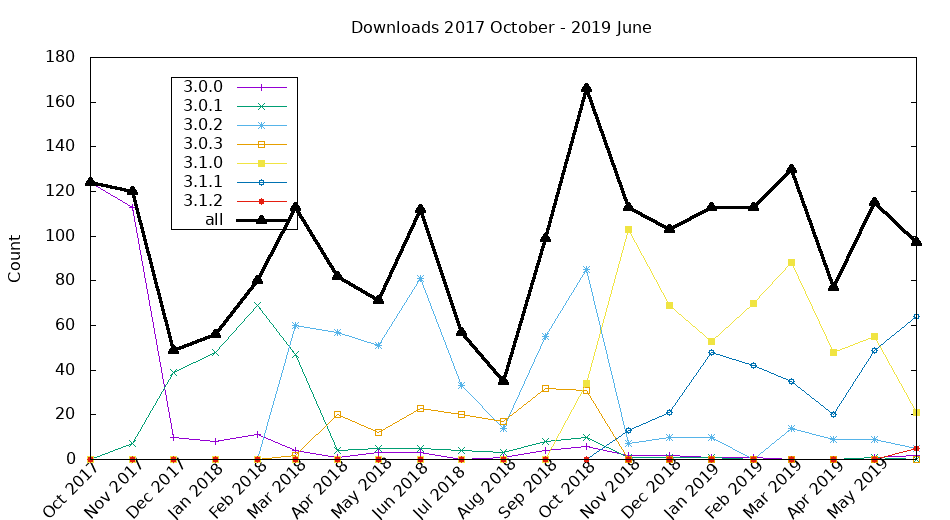 Downloads 2017 October - 2019 June
Count
180
160
140
120
100
80
60
40
20
0
3.0.0
3.0.1
3.0.2
3.0.3
3.1.0
3.1.1
3.1.2
all
Oct 2017
Nov 2017
Dec 2017
Jan 2018
Feb 2018
Mar 2018
Apr 2018
May 2018
Jun 2018
Jul 2018
Aug 2018
Sep 2018
Oct 2018
Nov 2018
Dec 2018
Jan 2019
Feb 2019
Mar 2019
Apr 2019
May 2019